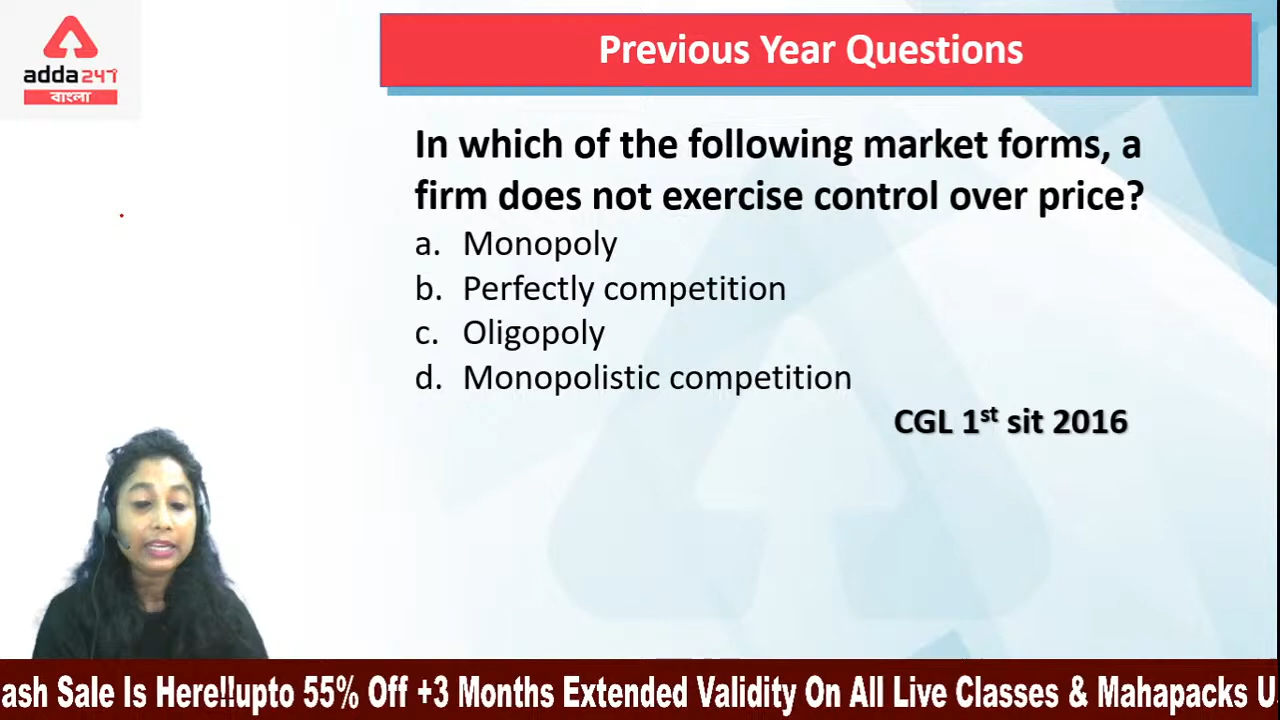 adda247
বাংলা
Previous Year Questions
In which of the following market forms, a
firm does not exercise control over price?
a. Monopoly
b. Perfectly competition
c. Oligopoly
d. Monopolistic competition
CGL 1st sit 2016
ash Sale Is Here!!upto 55% Off +3 Months Extended Validity On All Live Classes & Mahapacks U